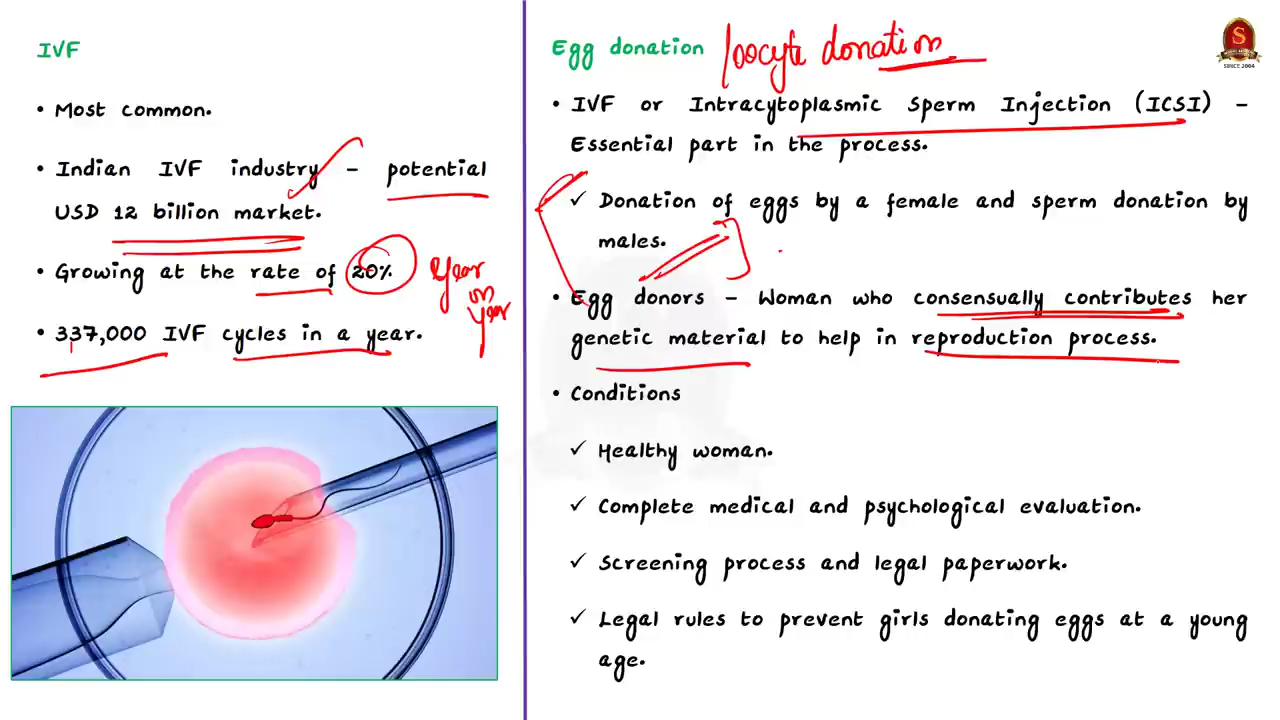 IVF
• Most common.
• Indian IVF industry – potential
USD 12 billion market.
• Growing at the rate of 20% Year on Year
• 337,000 IVF cycles in a year.
Egg donation /oocyte donation
• IVF or Intracytoplasmic Sperm Injection (ICSI) –
Essential part in the process.
✓ Donation of eggs by a female and sperm donation by
males.
• Egg donors – Woman who consensually contributes her
genetic material to help in reproduction process.
• Conditions
✓ Healthy woman.
✓ Complete medical and psychological evaluation.
✓ Screening process and legal paperwork.
✓ Legal rules to prevent girls donating eggs at a young
age.
S
SINCE 2004